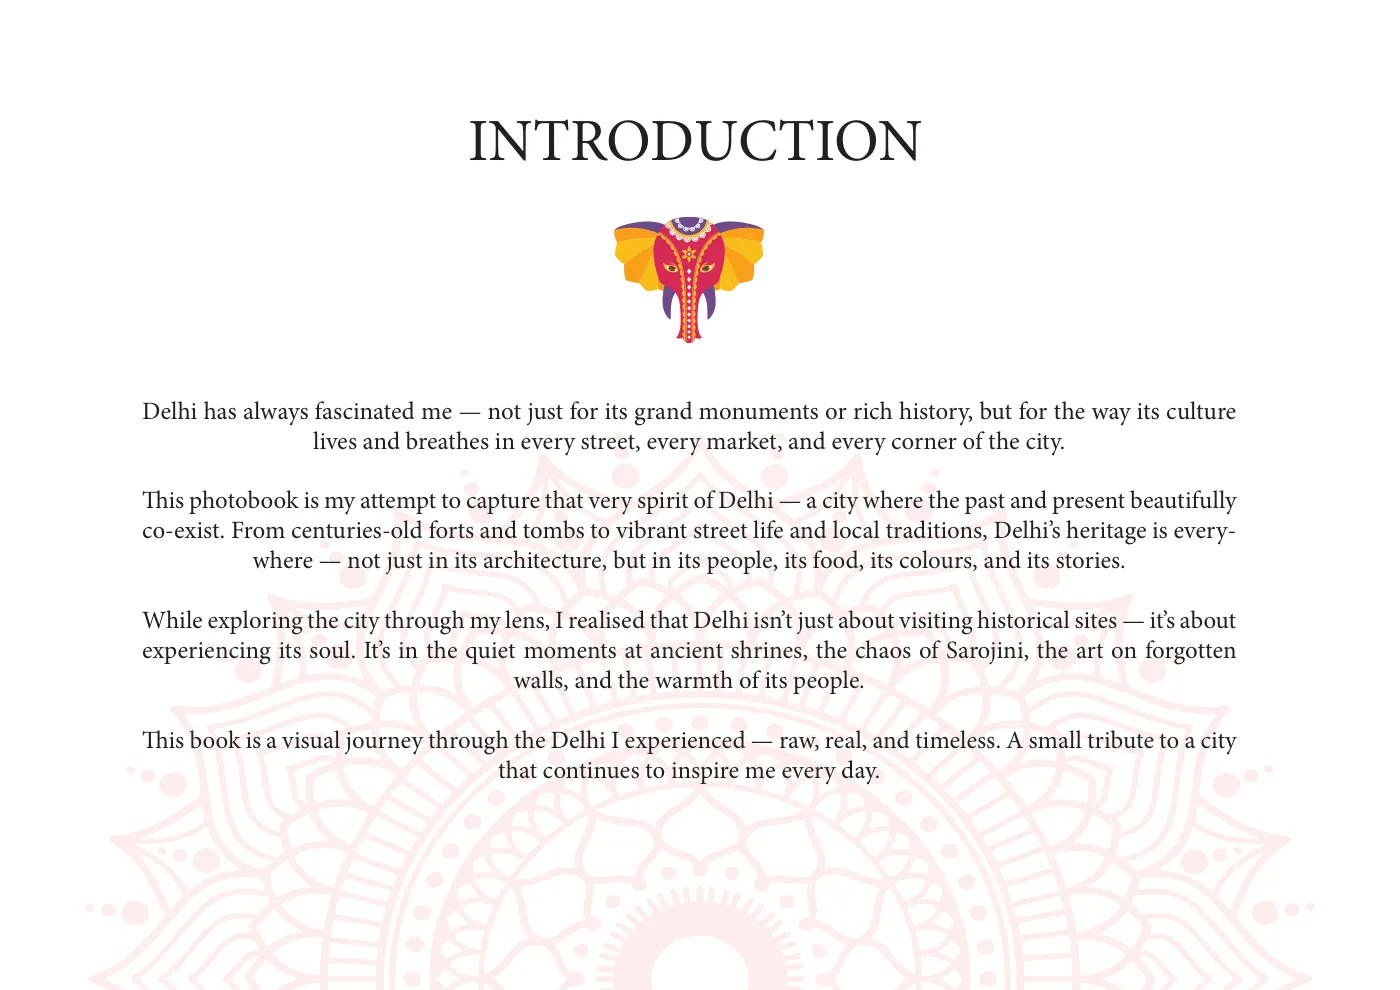 INTRODUCTION
Delhi has always fascinated me — not just for its grand monuments or rich history, but for the way its culture
lives and breathes in every street, every market, and every corner of the city.
This photobook is my attempt to capture that very spirit of Delhi — a city where the past and present beautifully
co-exist. From centuries-old forts and tombs to vibrant street life and local traditions, Delhi’s heritage is every-
where — not just in its architecture, but in its people, its food, its colours, and its stories.
While exploring the city through my lens, I realised that Delhi isn’t just about visiting historical sites — it’s about
experiencing its soul. It’s in the quiet moments at ancient shrines, the chaos of Sarojini, the art on forgotten
walls, and the warmth of its people.
This book is a visual journey through the Delhi I experienced — raw, real, and timeless. A small tribute to a city
that continues to inspire me every day.